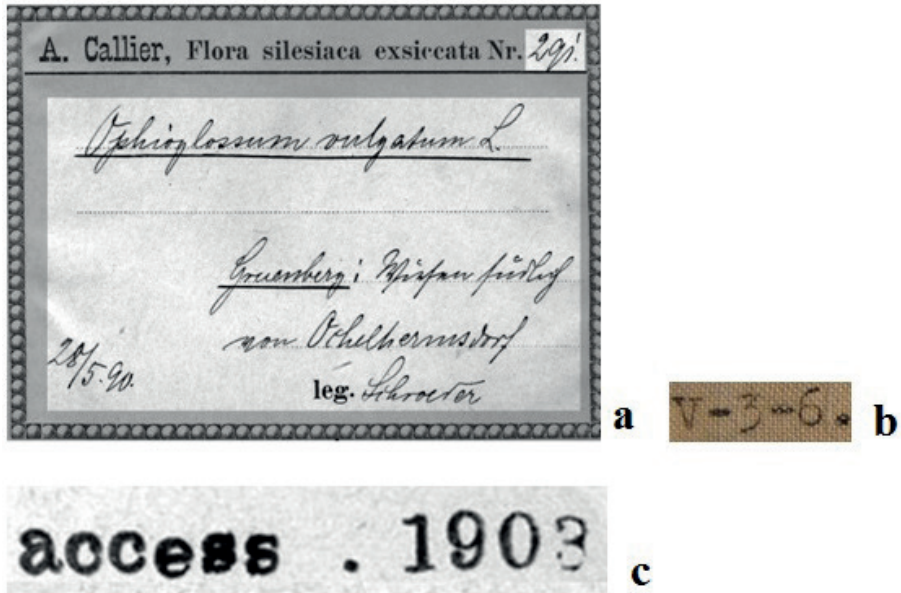 A. Callier, Flora silesiaca exsiccata Nr. 291.
Ophioglossum vulgatum L.
Gruenberg: Wiesen südlich
von Ochelhermsdorf
28/5.90.
leg. Schroeder
a
V-3-6.
b
access . 1903
c